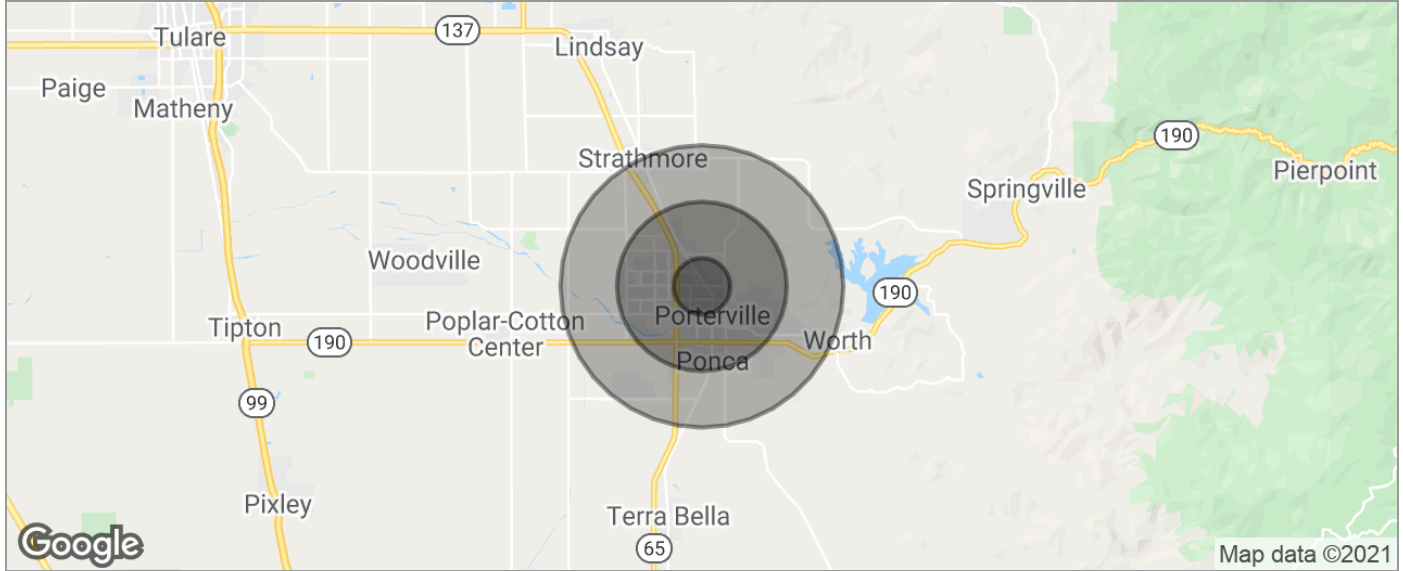 137
Tulare
Lindsay
Paige
Matheny
190
Strathmore
Pierpoint
Springville
Woodville
190
Porterville
Poplar-Cotton
Center
Tipton
190
Worth
Ponca
99
Pixley
Terra Bella
65
Google
Map data ©2021